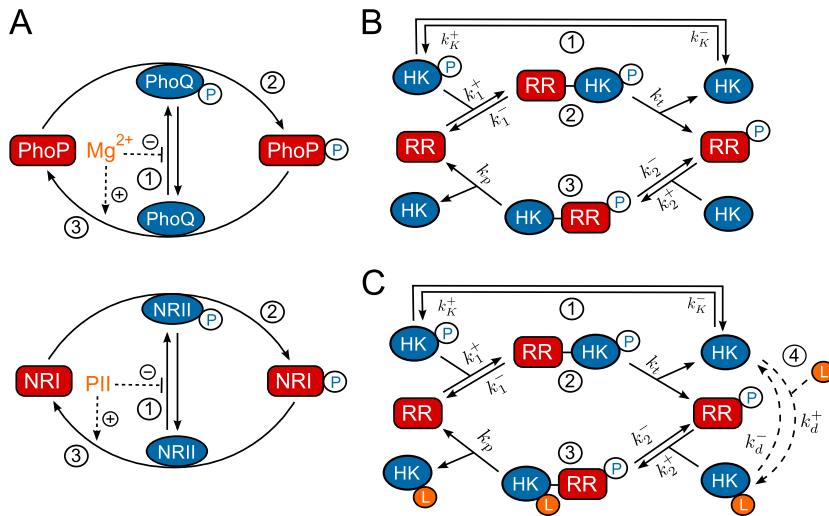 A
PhoQ
P
②
PhoP
Mg²⁺
−
PhoP
P
①
+
PhoQ
③
NRII
P
②
NRI
PII
−
NRI
P
①
+
NRII
③
B
k_K^+
①
k_K^-
HK
P
RR
HK
P
HK
k_1^+
k_1^-
②
k_t
RR
RR
P
k_p
③
k_2^-
k_2^+
HK
HK
RR
P
HK
C
k_K^+
①
k_K^-
HK
P
RR
HK
P
HK
④
L
k_1^+
k_1^-
②
k_t
RR
RR
P
k_d^-
k_d^+
k_p
③
k_2^-
k_2^+
HK
L
HK
L
RR
P
HK
L